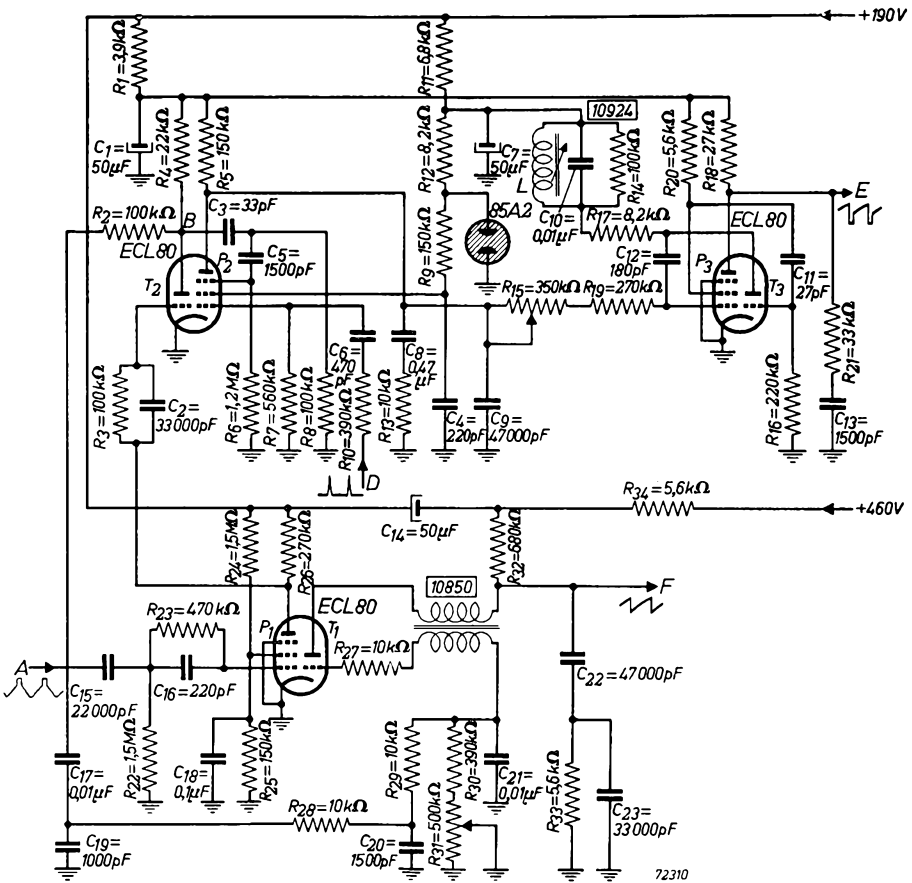 +190V
R1=3,9kΩ
R11=6,8kΩ
10924
C1=
50µF
R4=22kΩ
R5=150kΩ
R12=8,2kΩ
C7=
50µF
L
R14=100kΩ
R20=5,6kΩ
R18=27kΩ
E
R2=100kΩ
B
C3=33pF
85A2
C10=
0,01µF
R17=8,2kΩ
ECL80
ECL80
P2
C5=
1500pF
R9=150kΩ
C12=
180pF
P3
C11=
27pF
T2
T3
R15=350kΩ
R19=270kΩ
C6=
470
pF
C8=
0,47
µF
R21=33kΩ
R3=100kΩ
C2=
33000pF
R6=1,2MΩ
R7=560kΩ
R8=100kΩ
R10=390kΩ
R13=10kΩ
C4=
220pF
C9=
47000pF
R16=220kΩ
C13=
1500pF
D
R34=5,6kΩ
+460V
C14=50µF
R24=1,5MΩ
R26=270kΩ
R32=680kΩ
10850
F
R23=470kΩ
ECL80
P1
T1
A
R27=10kΩ
C15=
22000pF
C16=220pF
C22=47000pF
R22=1,5MΩ
C17=
0,01µF
C18=
0,1µF
R25=150kΩ
R29=10kΩ
R30=390kΩ
C21=
0,01µF
R28=10kΩ
R31=500kΩ
R33=5,6kΩ
C23=
33000pF
C19=
1000pF
C20=
1500pF
72310